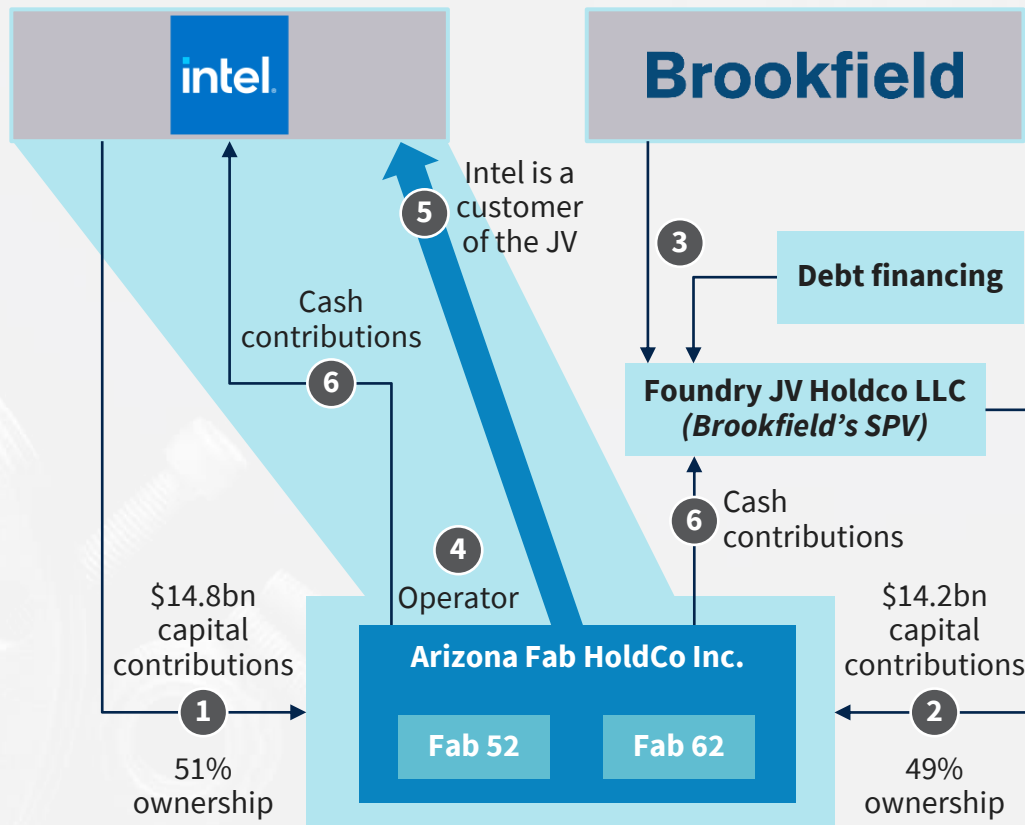 intel.
Brookfield
5
Intel is a
customer
of the JV
3
Debt financing
Cash
contributions
6
Foundry JV Holdco LLC
(Brookfield's SPV)
6
Cash
contributions
4
Operator
$14.8bn
capital
contributions
1
51%
ownership
Arizona Fab HoldCo Inc.
Fab 52
Fab 62
$14.2bn
capital
contributions
2
49%
ownership